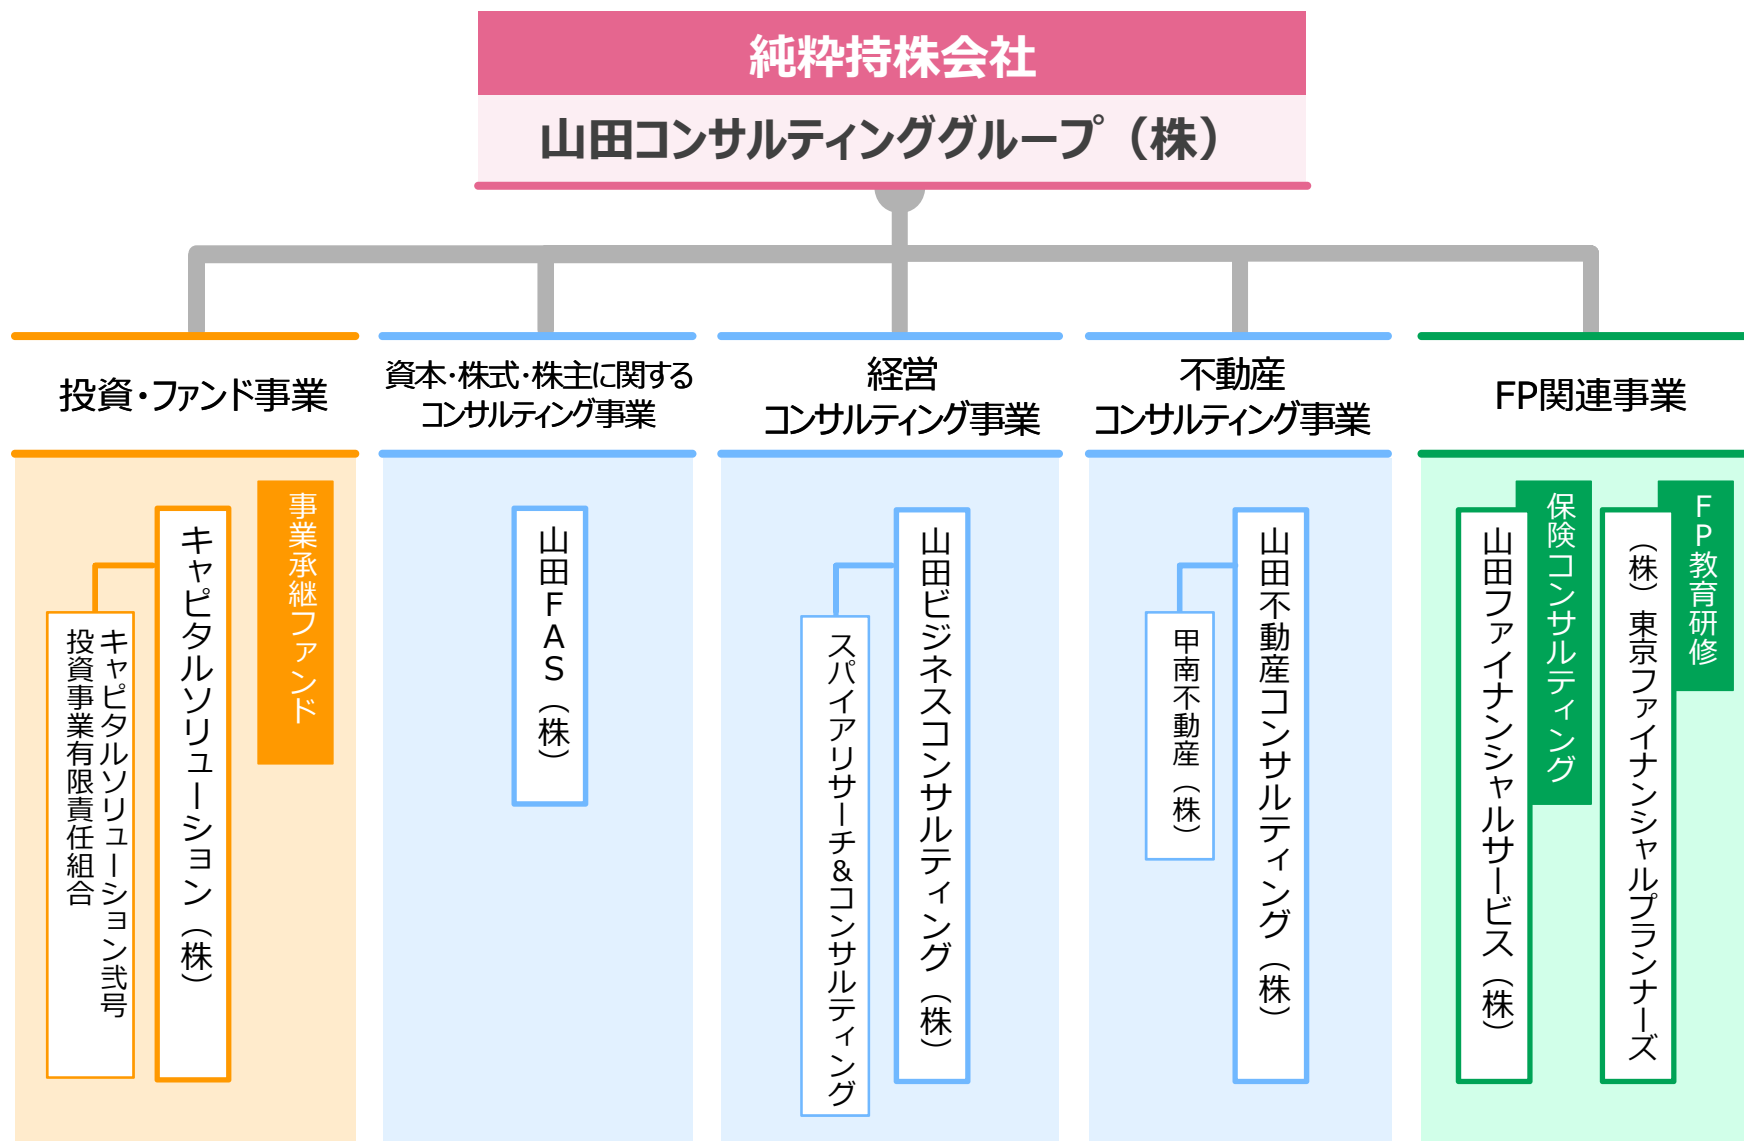 純粋持株会社
山田コンサルティンググループ（株）
投資・ファンド事業
資本・株式・株主に関する
コンサルティング事業
経営
コンサルティング事業
不動産
コンサルティング事業
FP関連事業
事業承継ファンド
キャピタルソリューション（株）
キャピタルソリューション弐号
投資事業有限責任組合
山田ＦＡＳ（株）
山田ビジネスコンサルティング（株）
スパイアリサーチ&コンサルティング
山田不動産コンサルティング（株）
甲南不動産（株）
FP教育研修
（株）東京ファイナンシャルプランナーズ
保険コンサルティング
山田ファイナンシャルサービス（株）